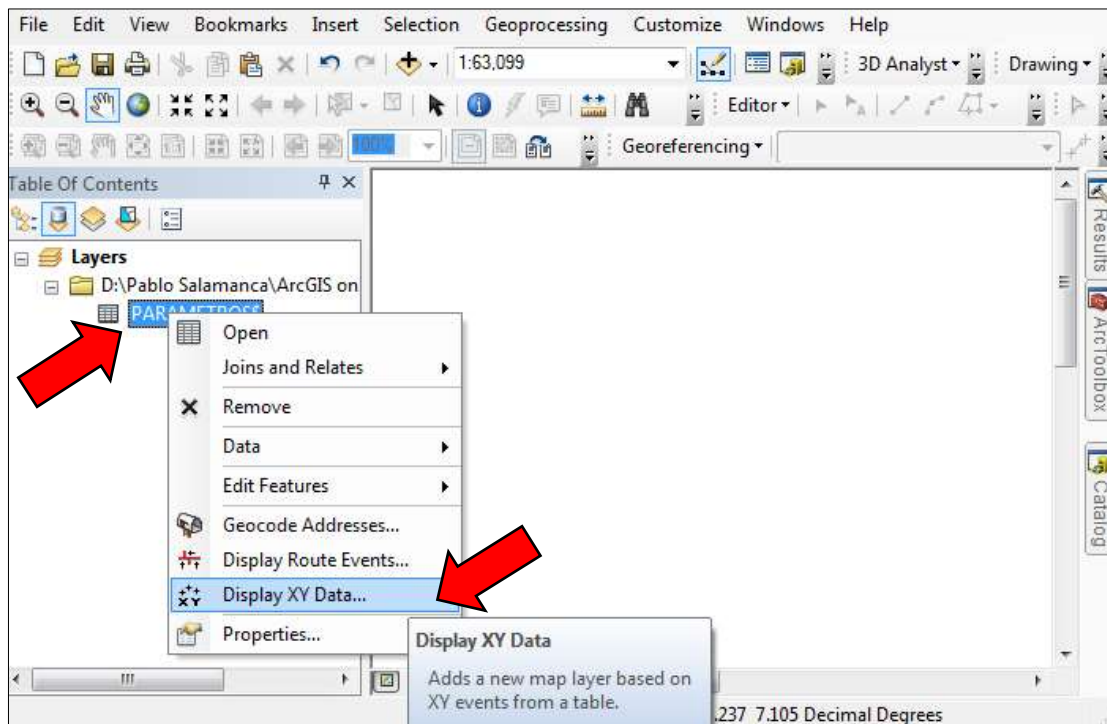 File Edit View Bookmarks Insert Selection Geoprocessing Customize Windows Help
1:63,099 3D Analyst Drawing
Editor
100% Georeferencing
Table Of Contents
Layers
D:\Pablo Salamanca\ArcGIS on
PARAMETROS$
Open
Joins and Relates
Remove
Data
Edit Features
Geocode Addresses...
Display Route Events...
XY Display XY Data...
Properties...
Display XY Data
Adds a new map layer based on
XY events from a table.
.237 7.105 Decimal Degrees
Results
ArcToolbox
Catalog